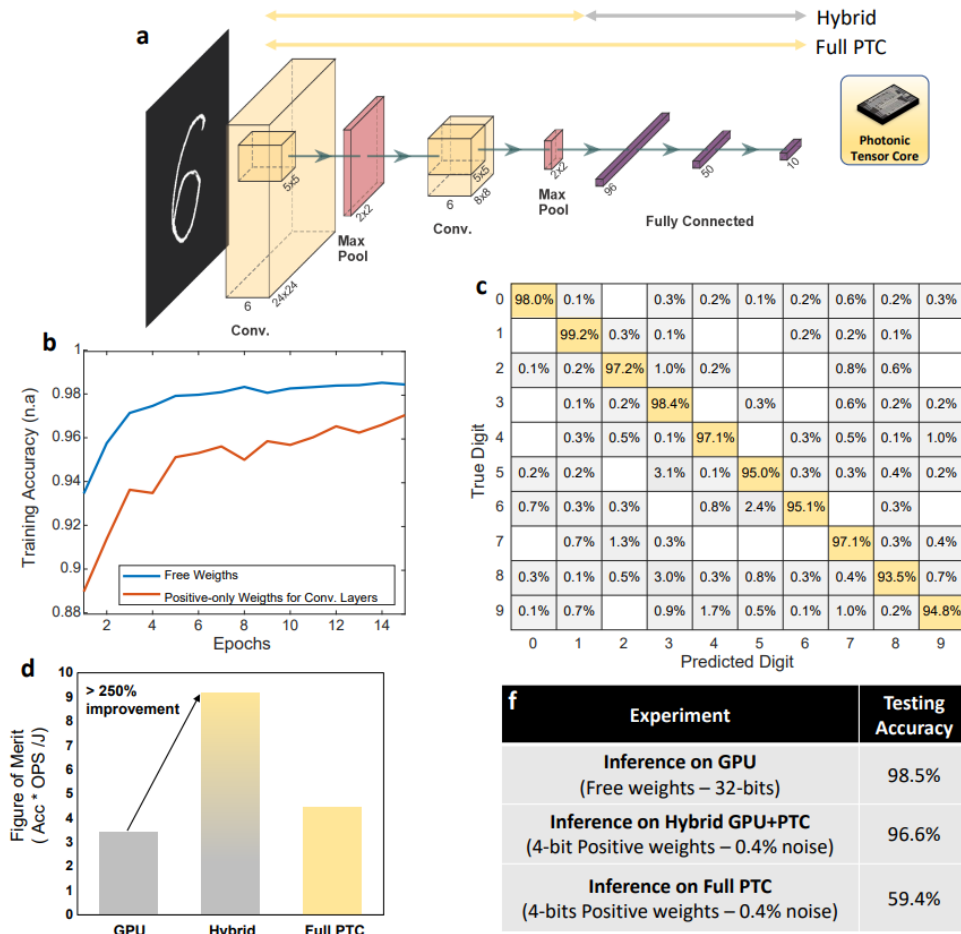 Hybrid
Full PTC
a
6
5x5
2x2
5x5
2x2
96
50
10
Photonic
Tensor Core
6
8x8
Max
Pool
Conv.
Max
Pool
Fully Connected
6
24x24
Conv.
b
1
0.98
0.96
0.94
0.92
0.9
0.88
Training Accuracy (n.a)
Free Weigths
Positive-only Weigths for Conv. Layers
2 4 6 8 10 12 14
Epochs
c
True Digit
0 98.0% 0.1% 0.3% 0.2% 0.1% 0.2% 0.6% 0.2% 0.3%
1 99.2% 0.3% 0.1% 0.2% 0.2% 0.1%
2 0.1% 0.2% 97.2% 1.0% 0.2% 0.8% 0.6%
3 0.1% 0.2% 98.4% 0.3% 0.6% 0.2% 0.2%
4 0.3% 0.5% 0.1% 97.1% 0.3% 0.5% 0.1% 1.0%
5 0.2% 0.2% 3.1% 0.1% 95.0% 0.3% 0.3% 0.4% 0.2%
6 0.7% 0.3% 0.3% 0.8% 2.4% 95.1% 0.3%
7 0.7% 1.3% 0.3% 97.1% 0.3% 0.4%
8 0.3% 0.1% 0.5% 3.0% 0.3% 0.8% 0.3% 0.4% 93.5% 0.7%
9 0.1% 0.7% 0.9% 1.7% 0.5% 0.1% 1.0% 0.2% 94.8%
0 1 2 3 4 5 6 7 8 9
Predicted Digit
d
10
9
8
7
6
5
4
3
2
1
0
Figure of Merit
( Acc * OPS /J)
> 250%
improvement
GPU Hybrid Full PTC
f
Experiment
Testing
Accuracy
Inference on GPU
(Free weights – 32-bits)
98.5%
Inference on Hybrid GPU+PTC
(4-bit Positive weights – 0.4% noise)
96.6%
Inference on Full PTC
(4-bits Positive weights – 0.4% noise)
59.4%